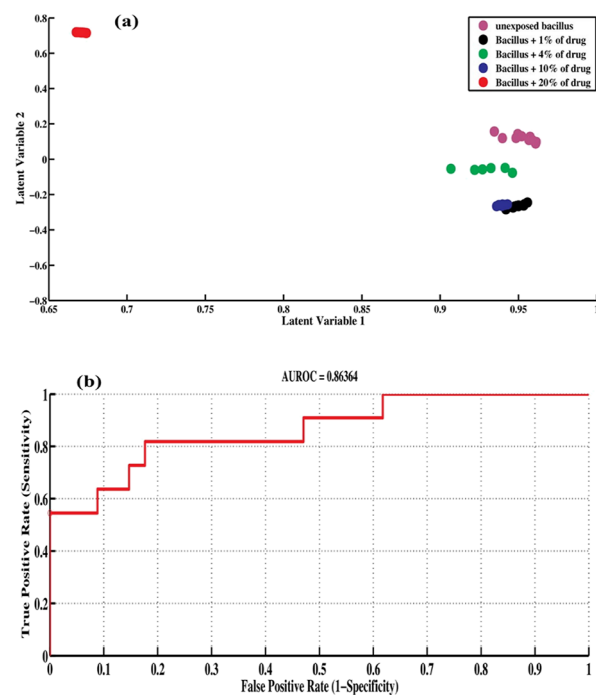 (a)
0.8
0.6
0.4
0.2
0
−0.2
−0.4
−0.6
−0.8
Latent Variable 2
unexposed bacillus
Bacillus + 1% of drug
Bacillus + 4% of drug
Bacillus + 10% of drug
Bacillus + 20% of drug
0.65 0.7 0.75 0.8 0.85 0.9 0.95 1
Latent Variable 1
(b)
AUROC = 0.86364
1
0.8
0.6
0.4
0.2
0
True Positive Rate (Sensitivity)
0 0.1 0.2 0.3 0.4 0.5 0.6 0.7 0.8 0.9 1
False Positive Rate (1-Specificity)